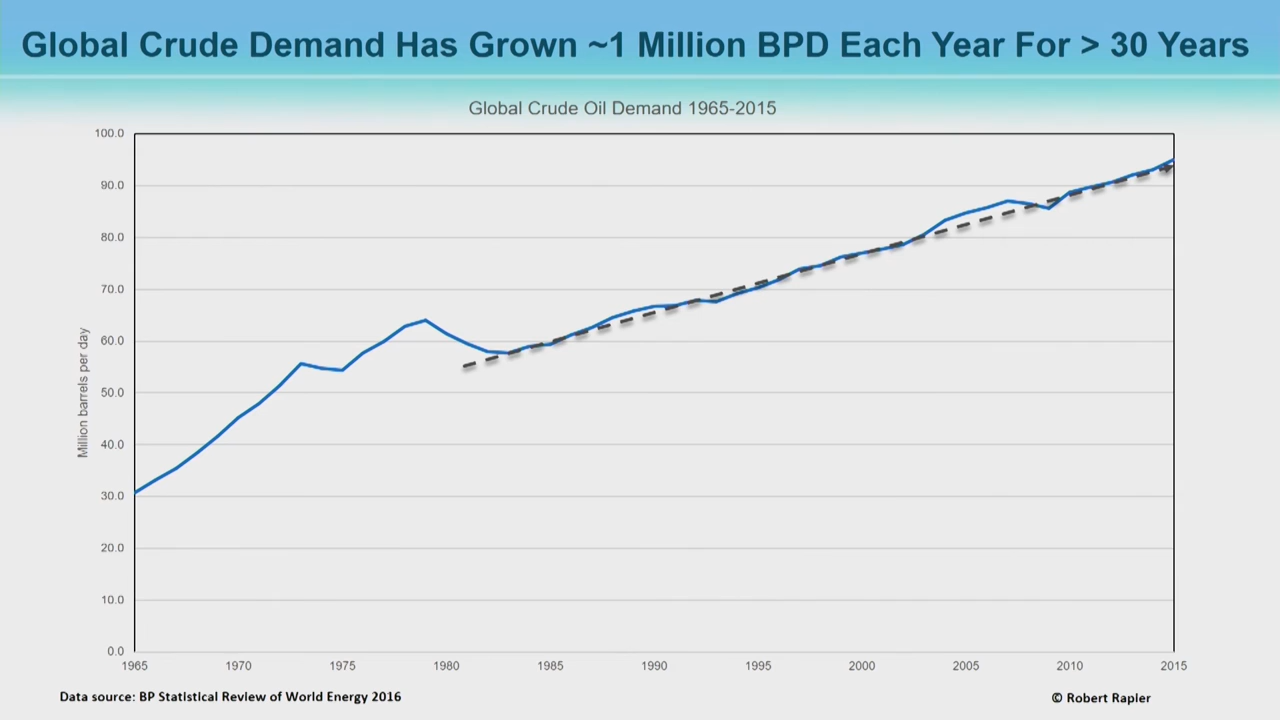 Global Crude Demand Has Grown ~1 Million BPD Each Year For > 30 Years
Global Crude Oil Demand 1965-2015
100.0
90.0
80.0
70.0
60.0
50.0
40.0
30.0
20.0
10.0
0.0
Million barrels per day
1965 1970 1975 1980 1985 1990 1995 2000 2005 2010 2015
Data source: BP Statistical Review of World Energy 2016
© Robert Rapier